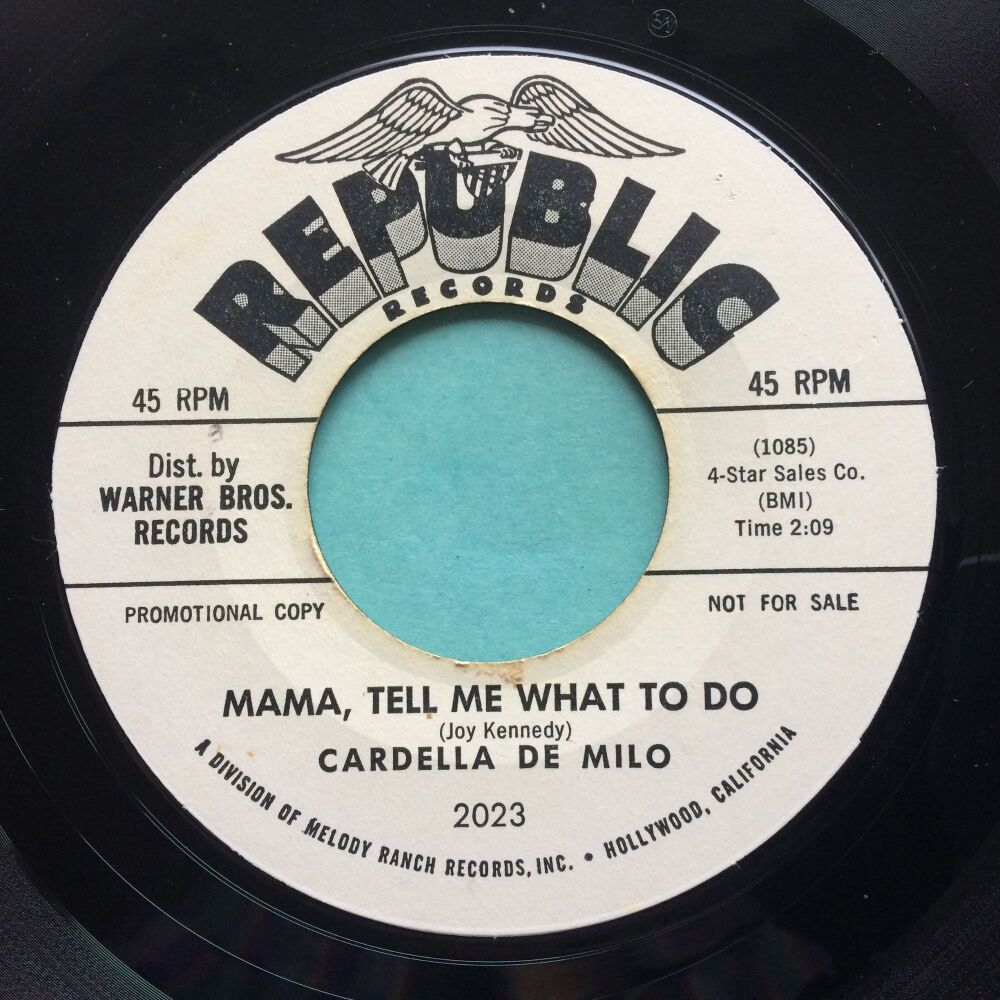 REPUBLIC
RECORDS
45 RPM
45 RPM
Dist. by
WARNER BROS.
RECORDS
(1085)
4-Star Sales Co.
(BMI)
Time 2:09
PROMOTIONAL COPY
NOT FOR SALE
MAMA, TELL ME WHAT TO DO
(Joy Kennedy)
CARDELLA DE MILO
2023
A DIVISION OF MELODY RANCH RECORDS, INC. • HOLLYWOOD, CALIFORNIA